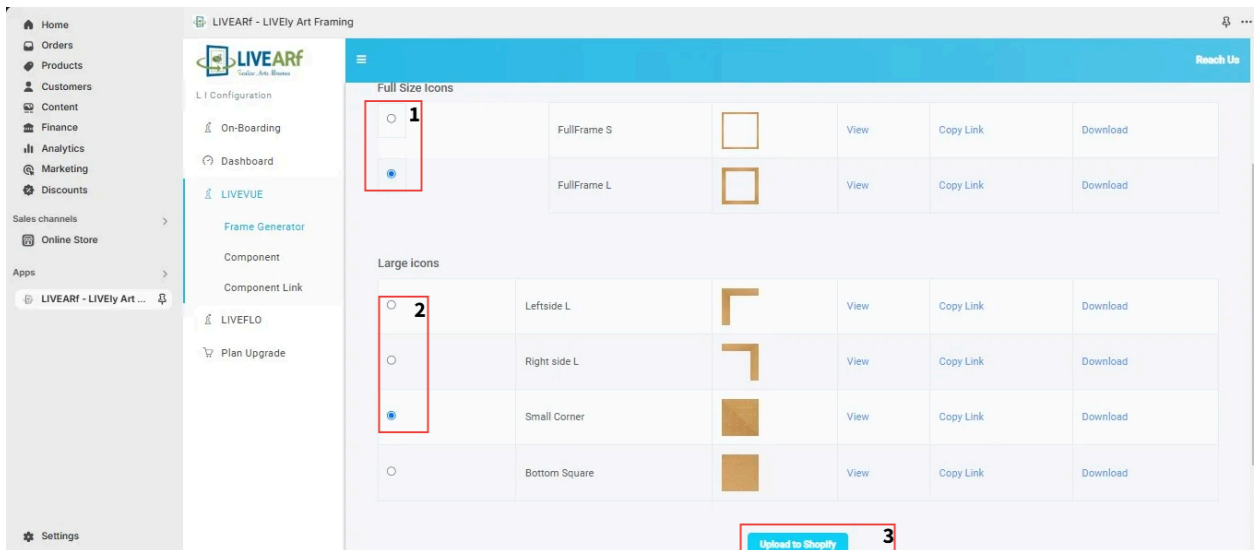 Home
Orders
Products
Customers
Content
Finance
Analytics
Marketing
Discounts
Sales channels
Online Store
Apps
LIVEARf - LIVEly Art ...
Settings
LIVEARf - LIVEly Art Framing
LIVEARf
L I Configuration
On-Boarding
Dashboard
LIVEVUE
Frame Generator
Component
Component Link
LIVEFLO
Plan Upgrade
Reach Us
Full Size Icons
1
FullFrame S View Copy Link Download
FullFrame L View Copy Link Download
Large icons
2
Leftside L View Copy Link Download
Right side L View Copy Link Download
Small Corner View Copy Link Download
Bottom Square View Copy Link Download
Upload to Shopify
3